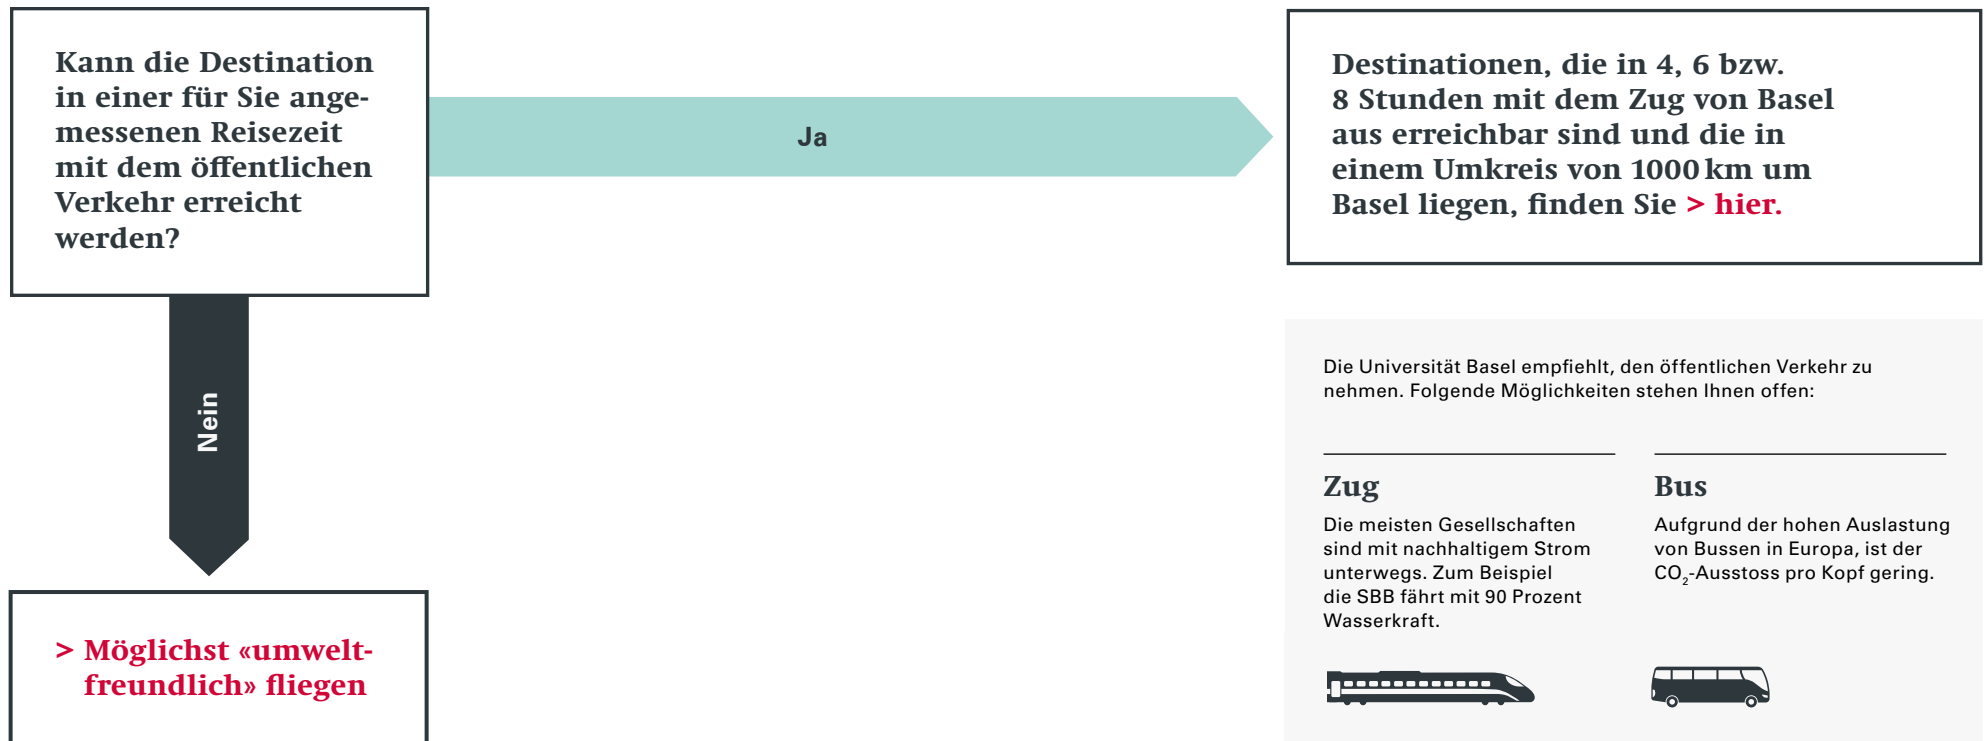 Kann die Destination
in einer für Sie ange-
messenen Reisezeit
mit dem öffentlichen
Verkehr erreicht
werden?
Ja
Destinationen, die in 4, 6 bzw.
8 Stunden mit dem Zug von Basel
aus erreichbar sind und die in
einem Umkreis von 1000 km um
Basel liegen, finden Sie > hier.
Nein
> Möglichst «umwelt-
freundlich» fliegen
Die Universität Basel empfiehlt, den öffentlichen Verkehr zu
nehmen. Folgende Möglichkeiten stehen Ihnen offen:
Zug
Die meisten Gesellschaften
sind mit nachhaltigem Strom
unterwegs. Zum Beispiel
die SBB fährt mit 90 Prozent
Wasserkraft.
Bus
Aufgrund der hohen Auslastung
von Bussen in Europa, ist der
CO₂-Ausstoss pro Kopf gering.